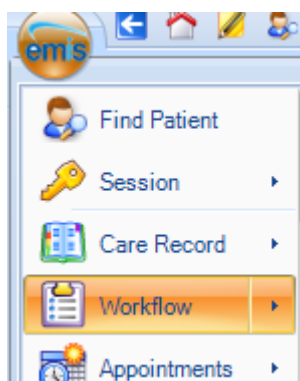 emis
Find Patient
Session
Care Record
Workflow
Appointments